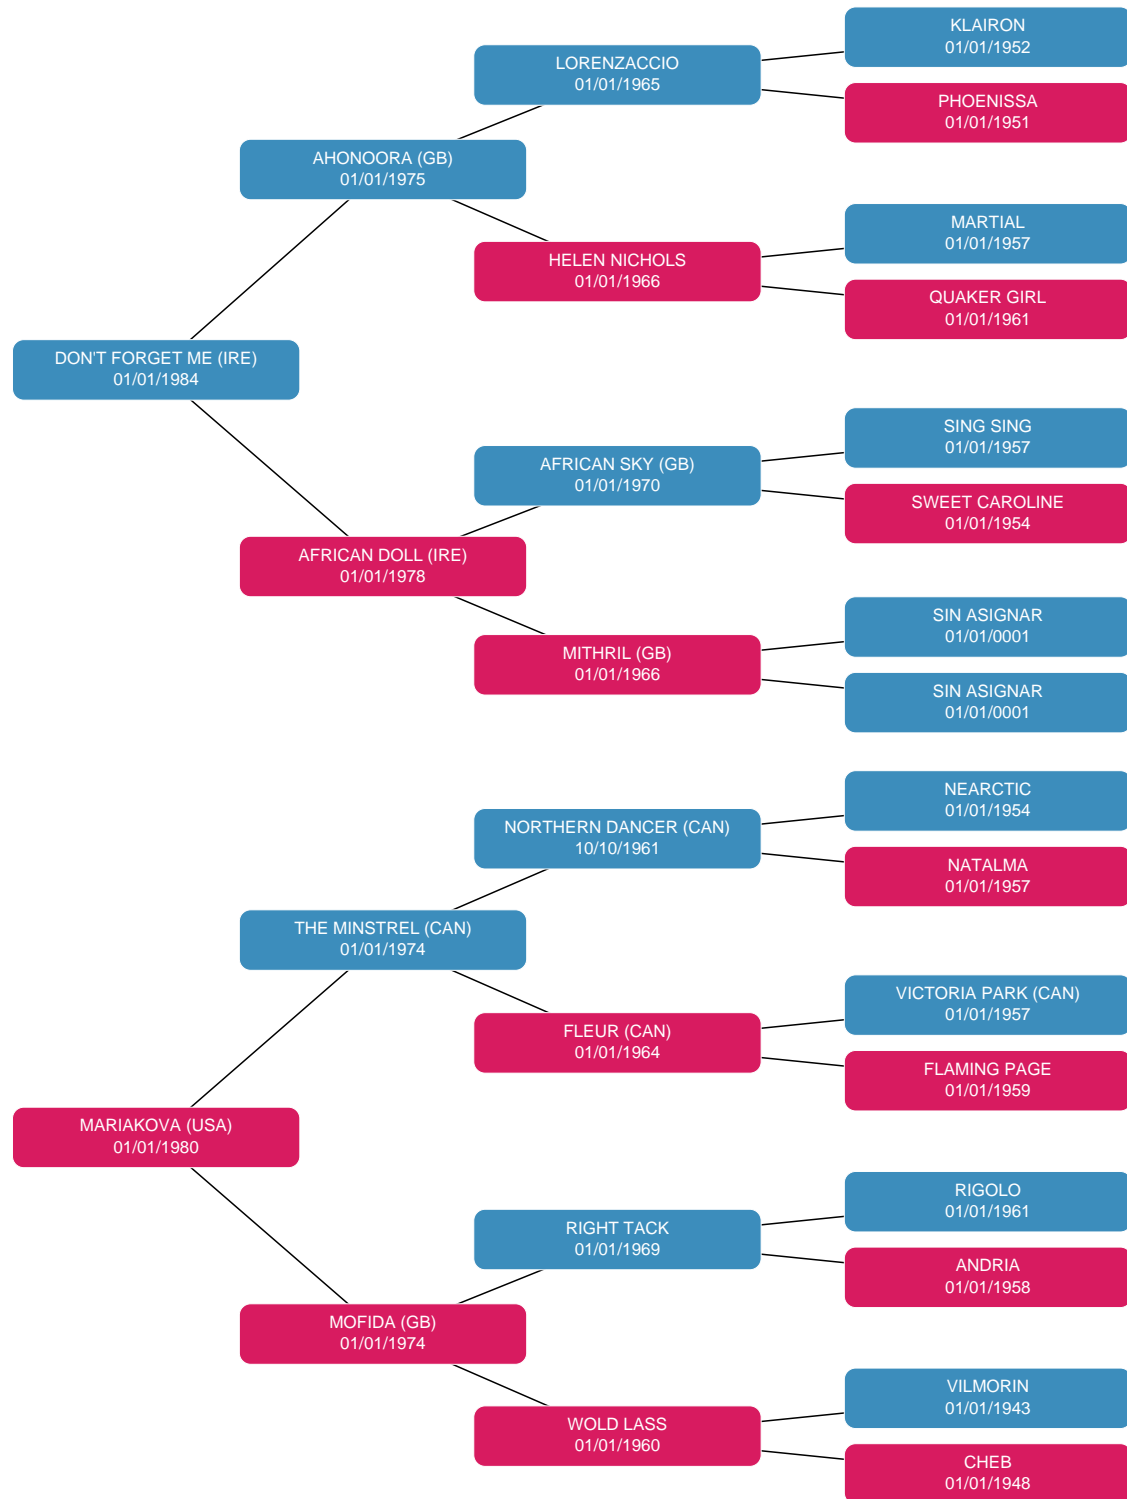 KLAIRON
01/01/1952
LORENZACCIO
01/01/1965
PHOENISSA
01/01/1951
AHONOORA (GB)
01/01/1975
MARTIAL
01/01/1957
HELEN NICHOLS
01/01/1966
QUAKER GIRL
01/01/1961
DON'T FORGET ME (IRE)
01/01/1984
SING SING
01/01/1957
AFRICAN SKY (GB)
01/01/1970
SWEET CAROLINE
01/01/1954
AFRICAN DOLL (IRE)
01/01/1978
SIN ASIGNAR
01/01/0001
MITHRIL (GB)
01/01/1966
SIN ASIGNAR
01/01/0001
NEARCTIC
01/01/1954
NORTHERN DANCER (CAN)
10/10/1961
NATALMA
01/01/1957
THE MINSTREL (CAN)
01/01/1974
VICTORIA PARK (CAN)
01/01/1957
FLEUR (CAN)
01/01/1964
FLAMING PAGE
01/01/1959
MARIAKOVA (USA)
01/01/1980
RIGOLO
01/01/1961
RIGHT TACK
01/01/1969
ANDRIA
01/01/1958
MOFIDA (GB)
01/01/1974
VILMORIN
01/01/1943
WOLD LASS
01/01/1960
CHEB
01/01/1948